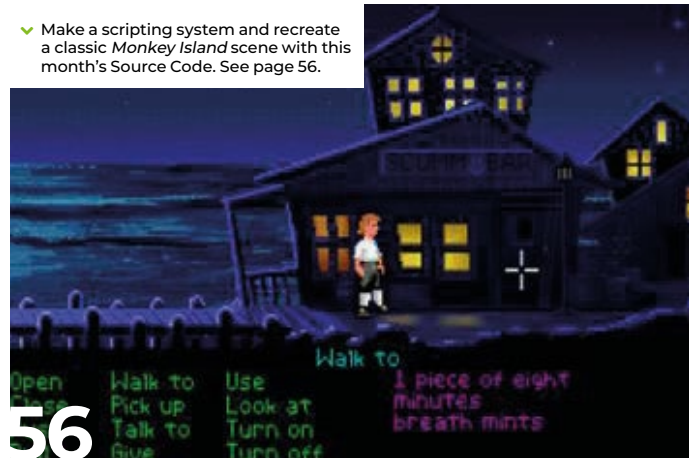 Make a scripting system and recreate
a classic Monkey Island scene with this
month's Source Code. See page 56.
SCUMM BAR
Walk to
Open Walk to Use 1 piece of eight
Close Pick up Look at minutes
Talk to Turn on breath mints
Give Turn off
56